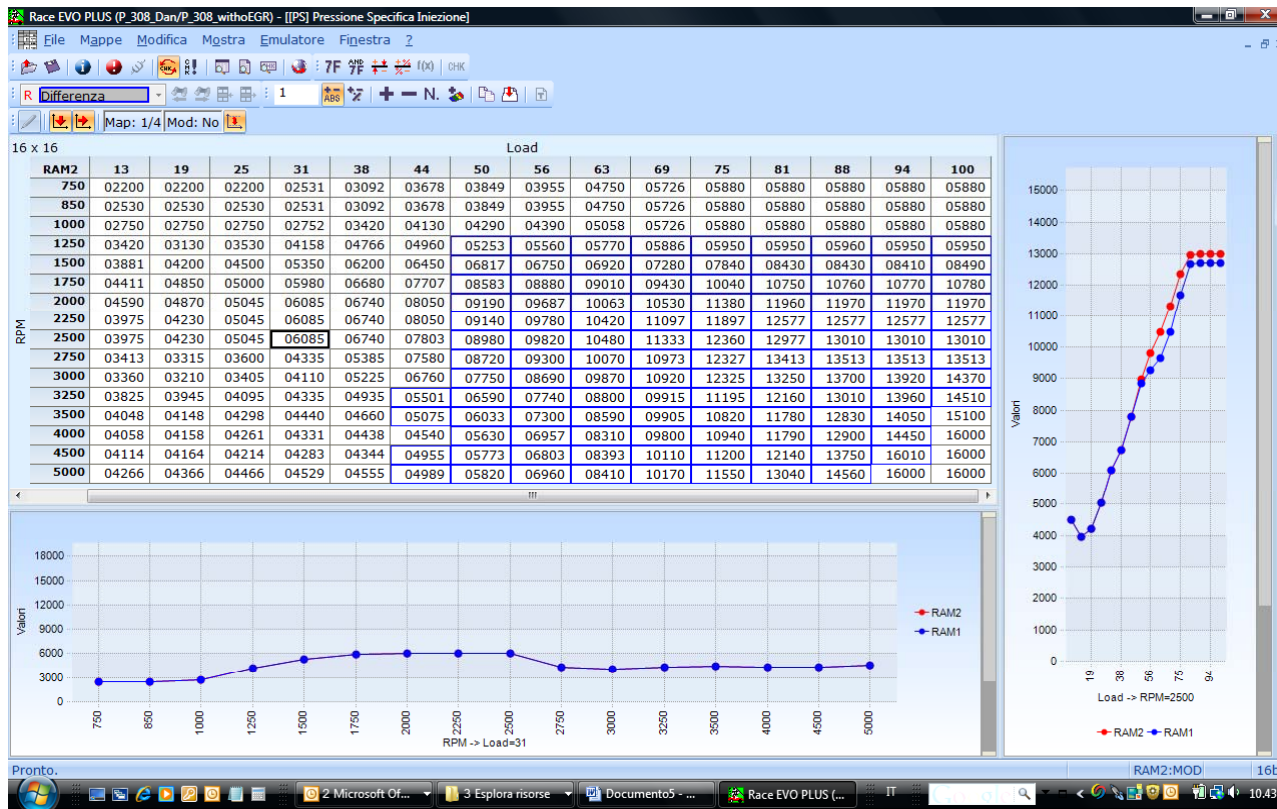 Race EVO PLUS (P_308_Dan/P_308_withoEGR) - [[PS] Pressione Specifica Iniezione]
File Mappe Modifica Mostra Emulatore Finestra ?
7F f(x) CHK
R Differenza 1 ABS N.
Map: 1/4 Mod: No
16 x 16 Load
RAM2 13 19 25 31 38 44 50 56 63 69 75 81 88 94 100
750 02200 02200 02200 02531 03092 03678 03849 03955 04750 05726 05880 05880 05880 05880 05880
850 02530 02530 02530 02531 03092 03678 03849 03955 04750 05726 05880 05880 05880 05880 05880
1000 02750 02750 02750 02752 03420 04130 04290 04390 05058 05726 05880 05880 05880 05880 05880
1250 03420 03130 03530 04158 04766 04960 05253 05560 05770 05886 05950 05950 05960 05950 05950
1500 03881 04200 04500 05350 06200 06450 06817 06750 06920 07280 07840 08430 08430 08410 08490
1750 04411 04850 05000 05980 06680 07707 08583 08880 09010 09430 10040 10750 10760 10770 10780
2000 04590 04870 05045 06085 06740 08050 09190 09687 10063 10530 11380 11960 11970 11970 11970
2250 03975 04230 05045 06085 06740 08050 09140 09780 10420 11097 11897 12577 12577 12577 12577
2500 03975 04230 05045 06085 06740 07803 08980 09820 10480 11333 12360 12977 13010 13010 13010
2750 03413 03315 03600 04335 05385 07580 08720 09300 10070 10973 12327 13413 13513 13513 13513
3000 03360 03210 03405 04110 05225 06760 07750 08690 09870 10920 12325 13250 13700 13920 14370
3250 03825 03945 04095 04335 04935 05501 06590 07740 08800 09915 11195 12160 13010 13960 14510
3500 04048 04148 04298 04440 04660 05075 06033 07300 08590 09905 10820 11780 12830 14050 15100
4000 04058 04158 04261 04331 04438 04540 05630 06957 08310 09800 10940 11790 12900 14450 16000
4500 04114 04164 04214 04283 04344 04955 05773 06803 08393 10110 11200 12140 13750 16010 16000
5000 04266 04366 04466 04529 04555 04989 05820 06960 08410 10170 11550 13040 14560 16000 16000
RPM
15000
14000
13000
12000
11000
10000
9000
8000
7000
6000
5000
4000
3000
2000
1000
0
Valori
19 38 56 75 94
Load -> RPM=2500
RAM2 RAM1
18000
15000
12000
9000
6000
3000
0
Valori
750 850 1000 1250 1500 1750 2000 2250 2500 2750 3000 3250 3500 4000 4500 5000
RPM -> Load=31
RAM2
RAM1
Pronto. RAM2:MOD 16b
2 Microsoft Of... 3 Esplora risorse Documento5 - ... Race EVO PLUS (... IT 10.43